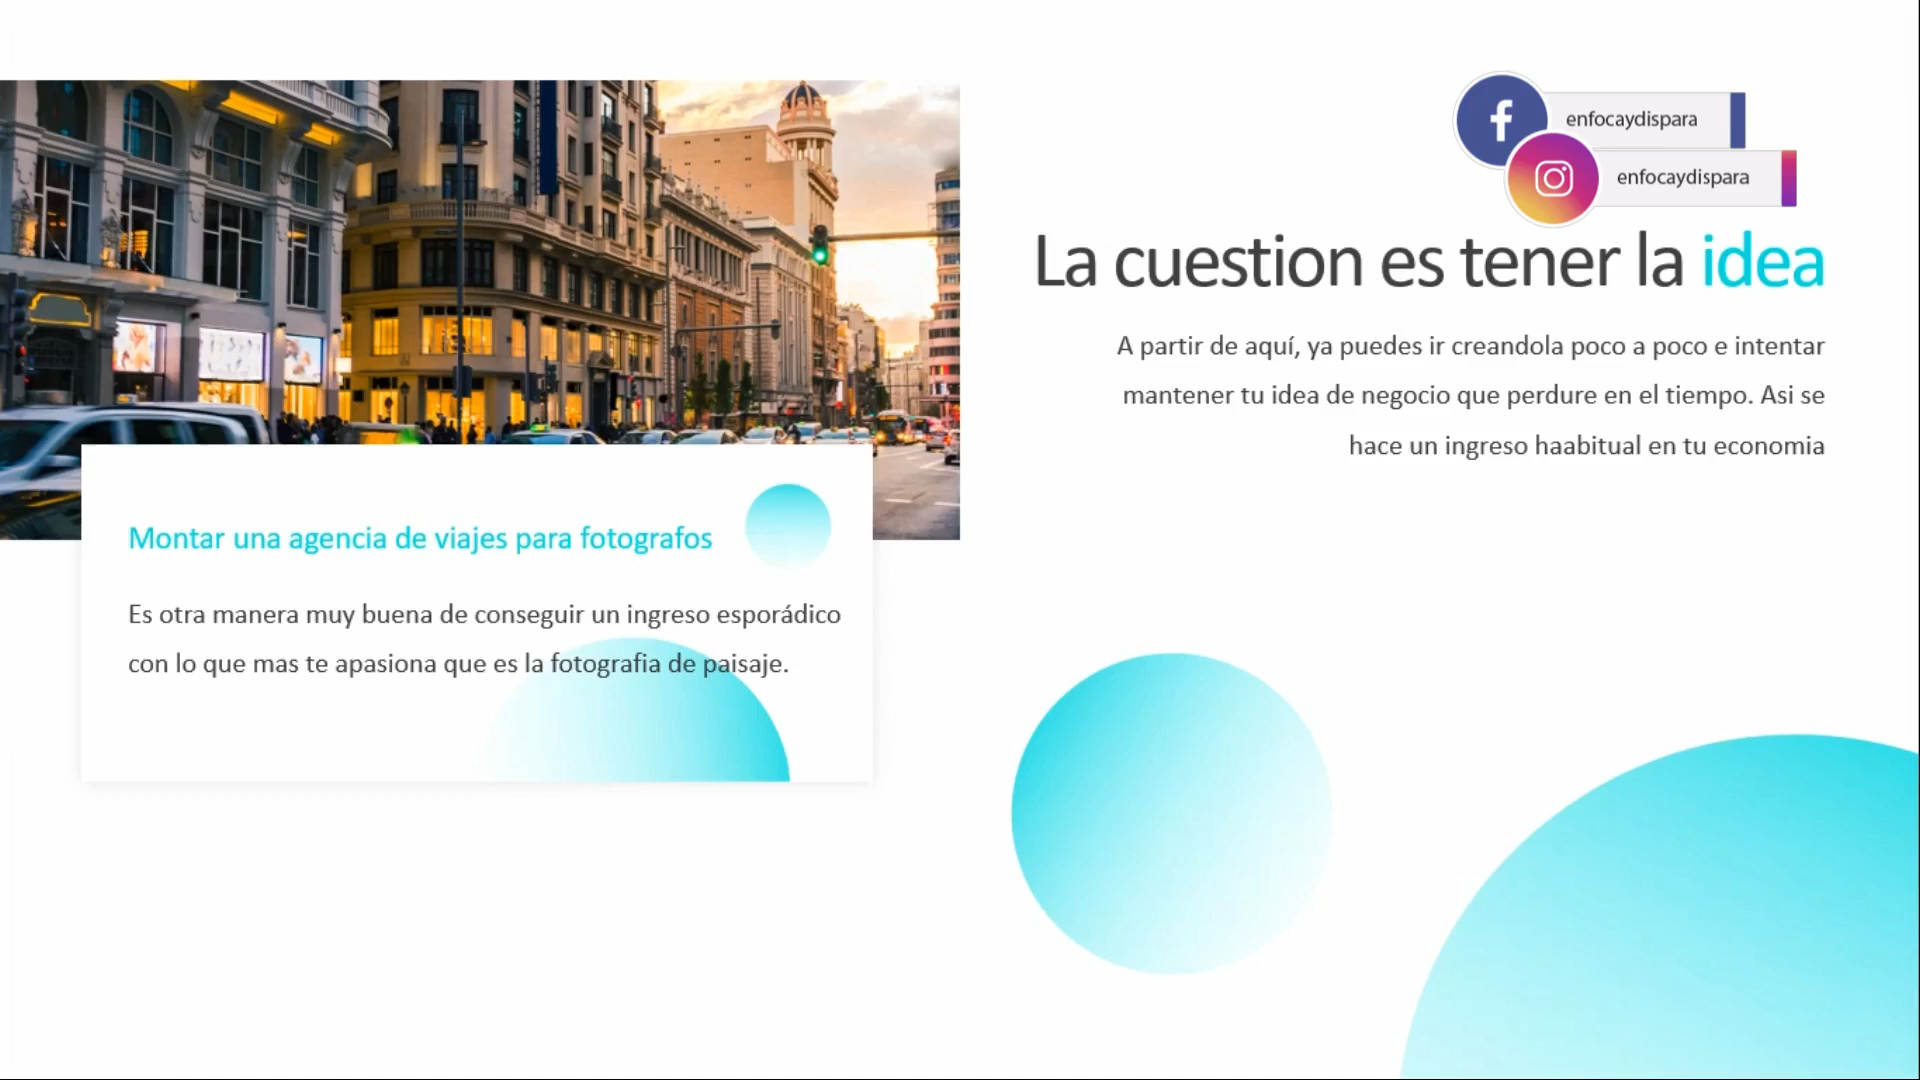 enfocaydispara
enfocaydispara
La cuestion es tener la idea
A partir de aquí, ya puedes ir creandola poco a poco e intentar
mantener tu idea de negocio que perdure en el tiempo. Asi se
hace un ingreso haabitual en tu economia
Montar una agencia de viajes para fotografos
Es otra manera muy buena de conseguir un ingreso esporádico
con lo que mas te apasiona que es la fotografia de paisaje.